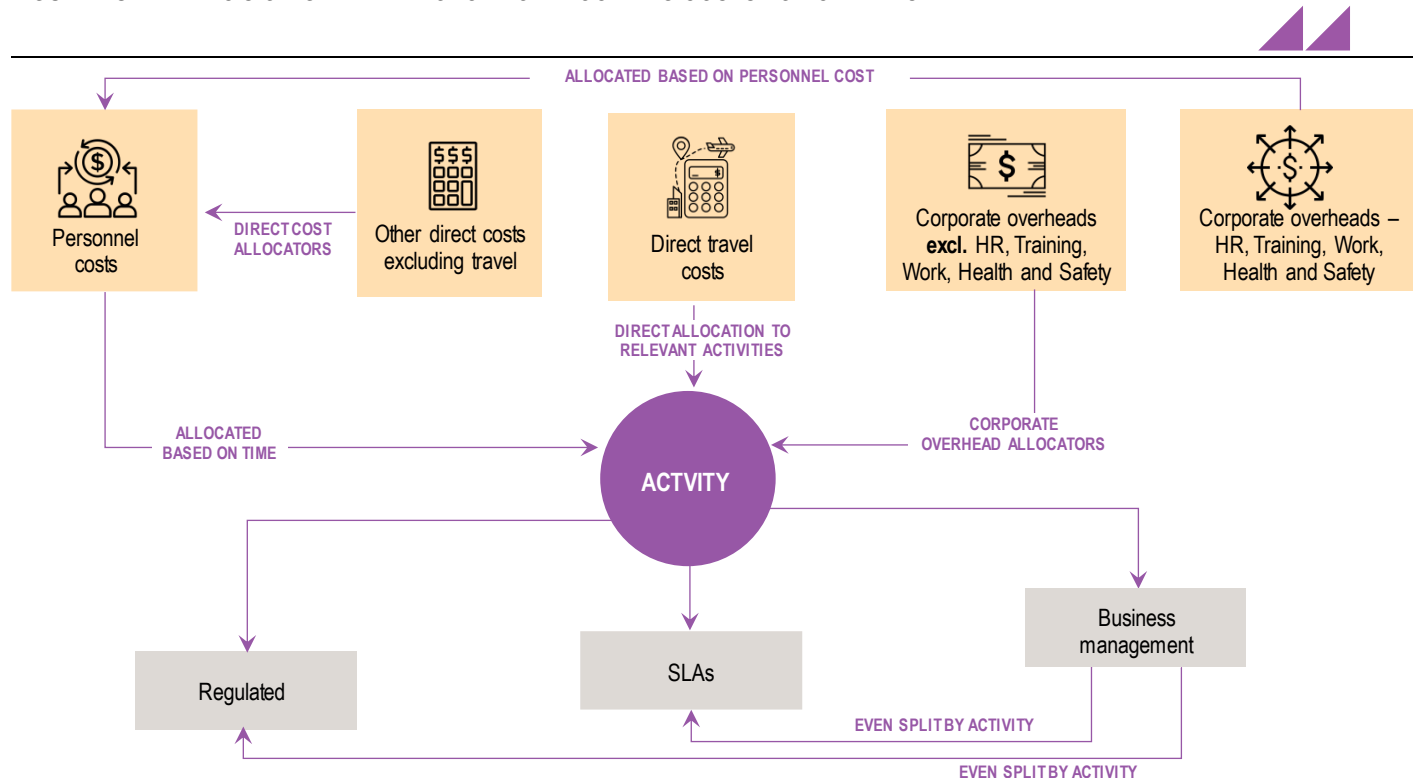 ALLOCATED BASED ON PERSONNEL COST
$
Personnel
costs
DIRECT COST
ALLOCATORS
$$$
Other direct costs
excluding travel
$
Direct travel
costs
$
Corporate overheads
excl. HR, Training,
Work, Health and Safety
$
Corporate overheads –
HR, Training, Work,
Health and Safety
DIRECT ALLOCATION TO
RELEVANT ACTIVITIES
ALLOCATED
BASED ON TIME
CORPORATE
OVERHEAD ALLOCATORS
ACTVITY
Regulated
SLAs
Business
management
EVEN SPLIT BY ACTIVITY
EVEN SPLIT BY ACTIVITY